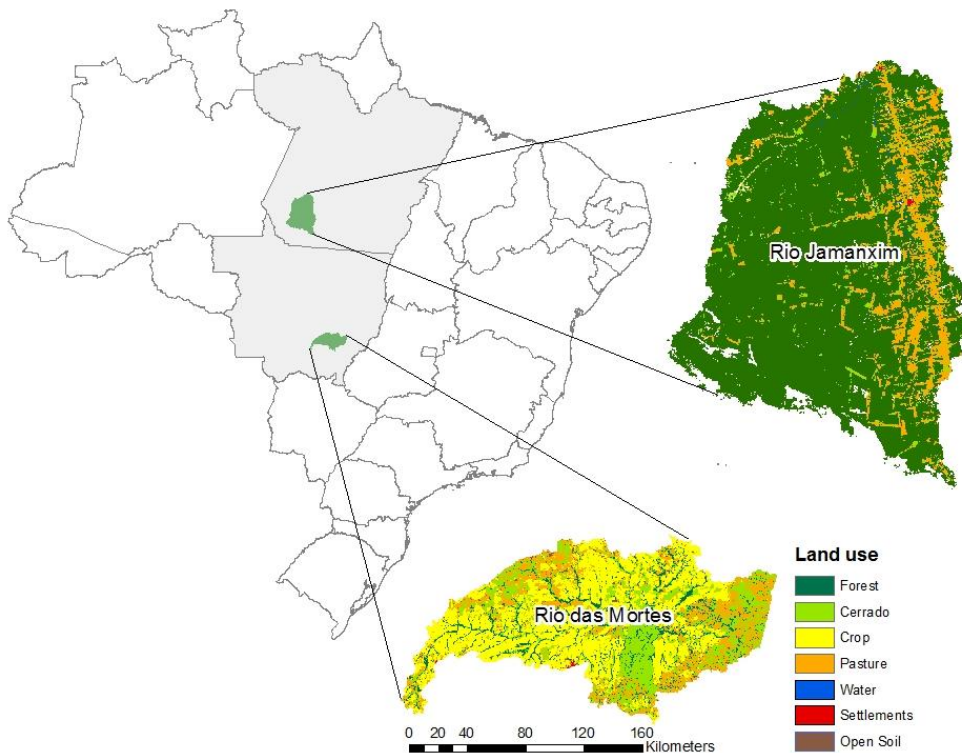 Rio Jamanxim
Rio das Mortes
Land use
Forest
Cerrado
Crop
Pasture
Water
Settlements
Open Soil
0 10 20 40 80 120 160
Kilometers